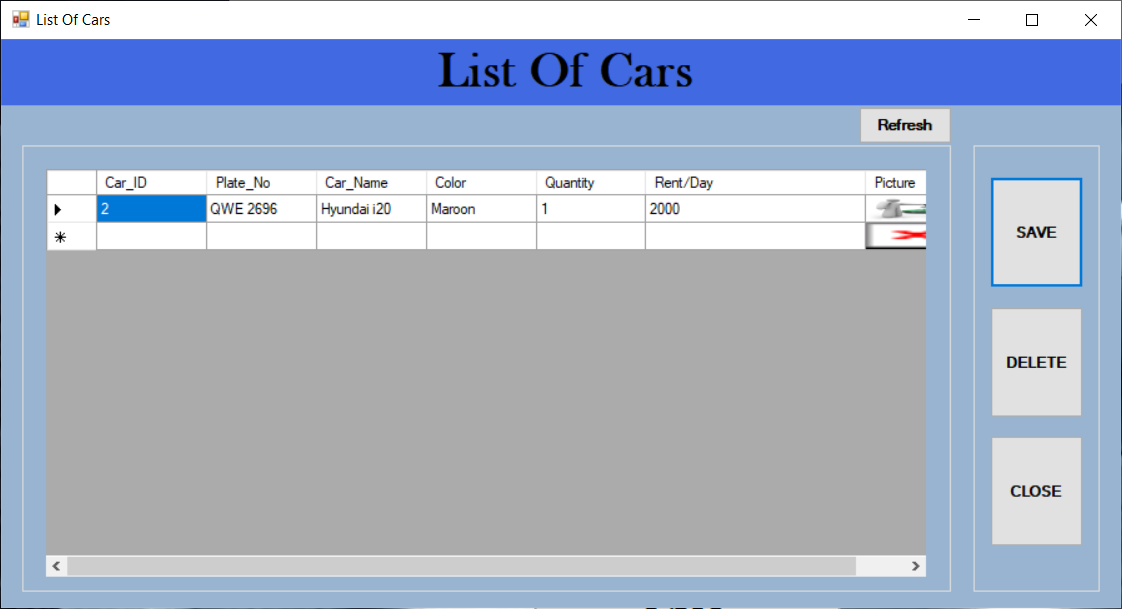 List Of Cars
List Of Cars
Refresh
Car_ID Plate_No Car_Name Color Quantity Rent/Day Picture
2 QWE 2696 Hyundai i20 Maroon 1 2000
SAVE
DELETE
CLOSE